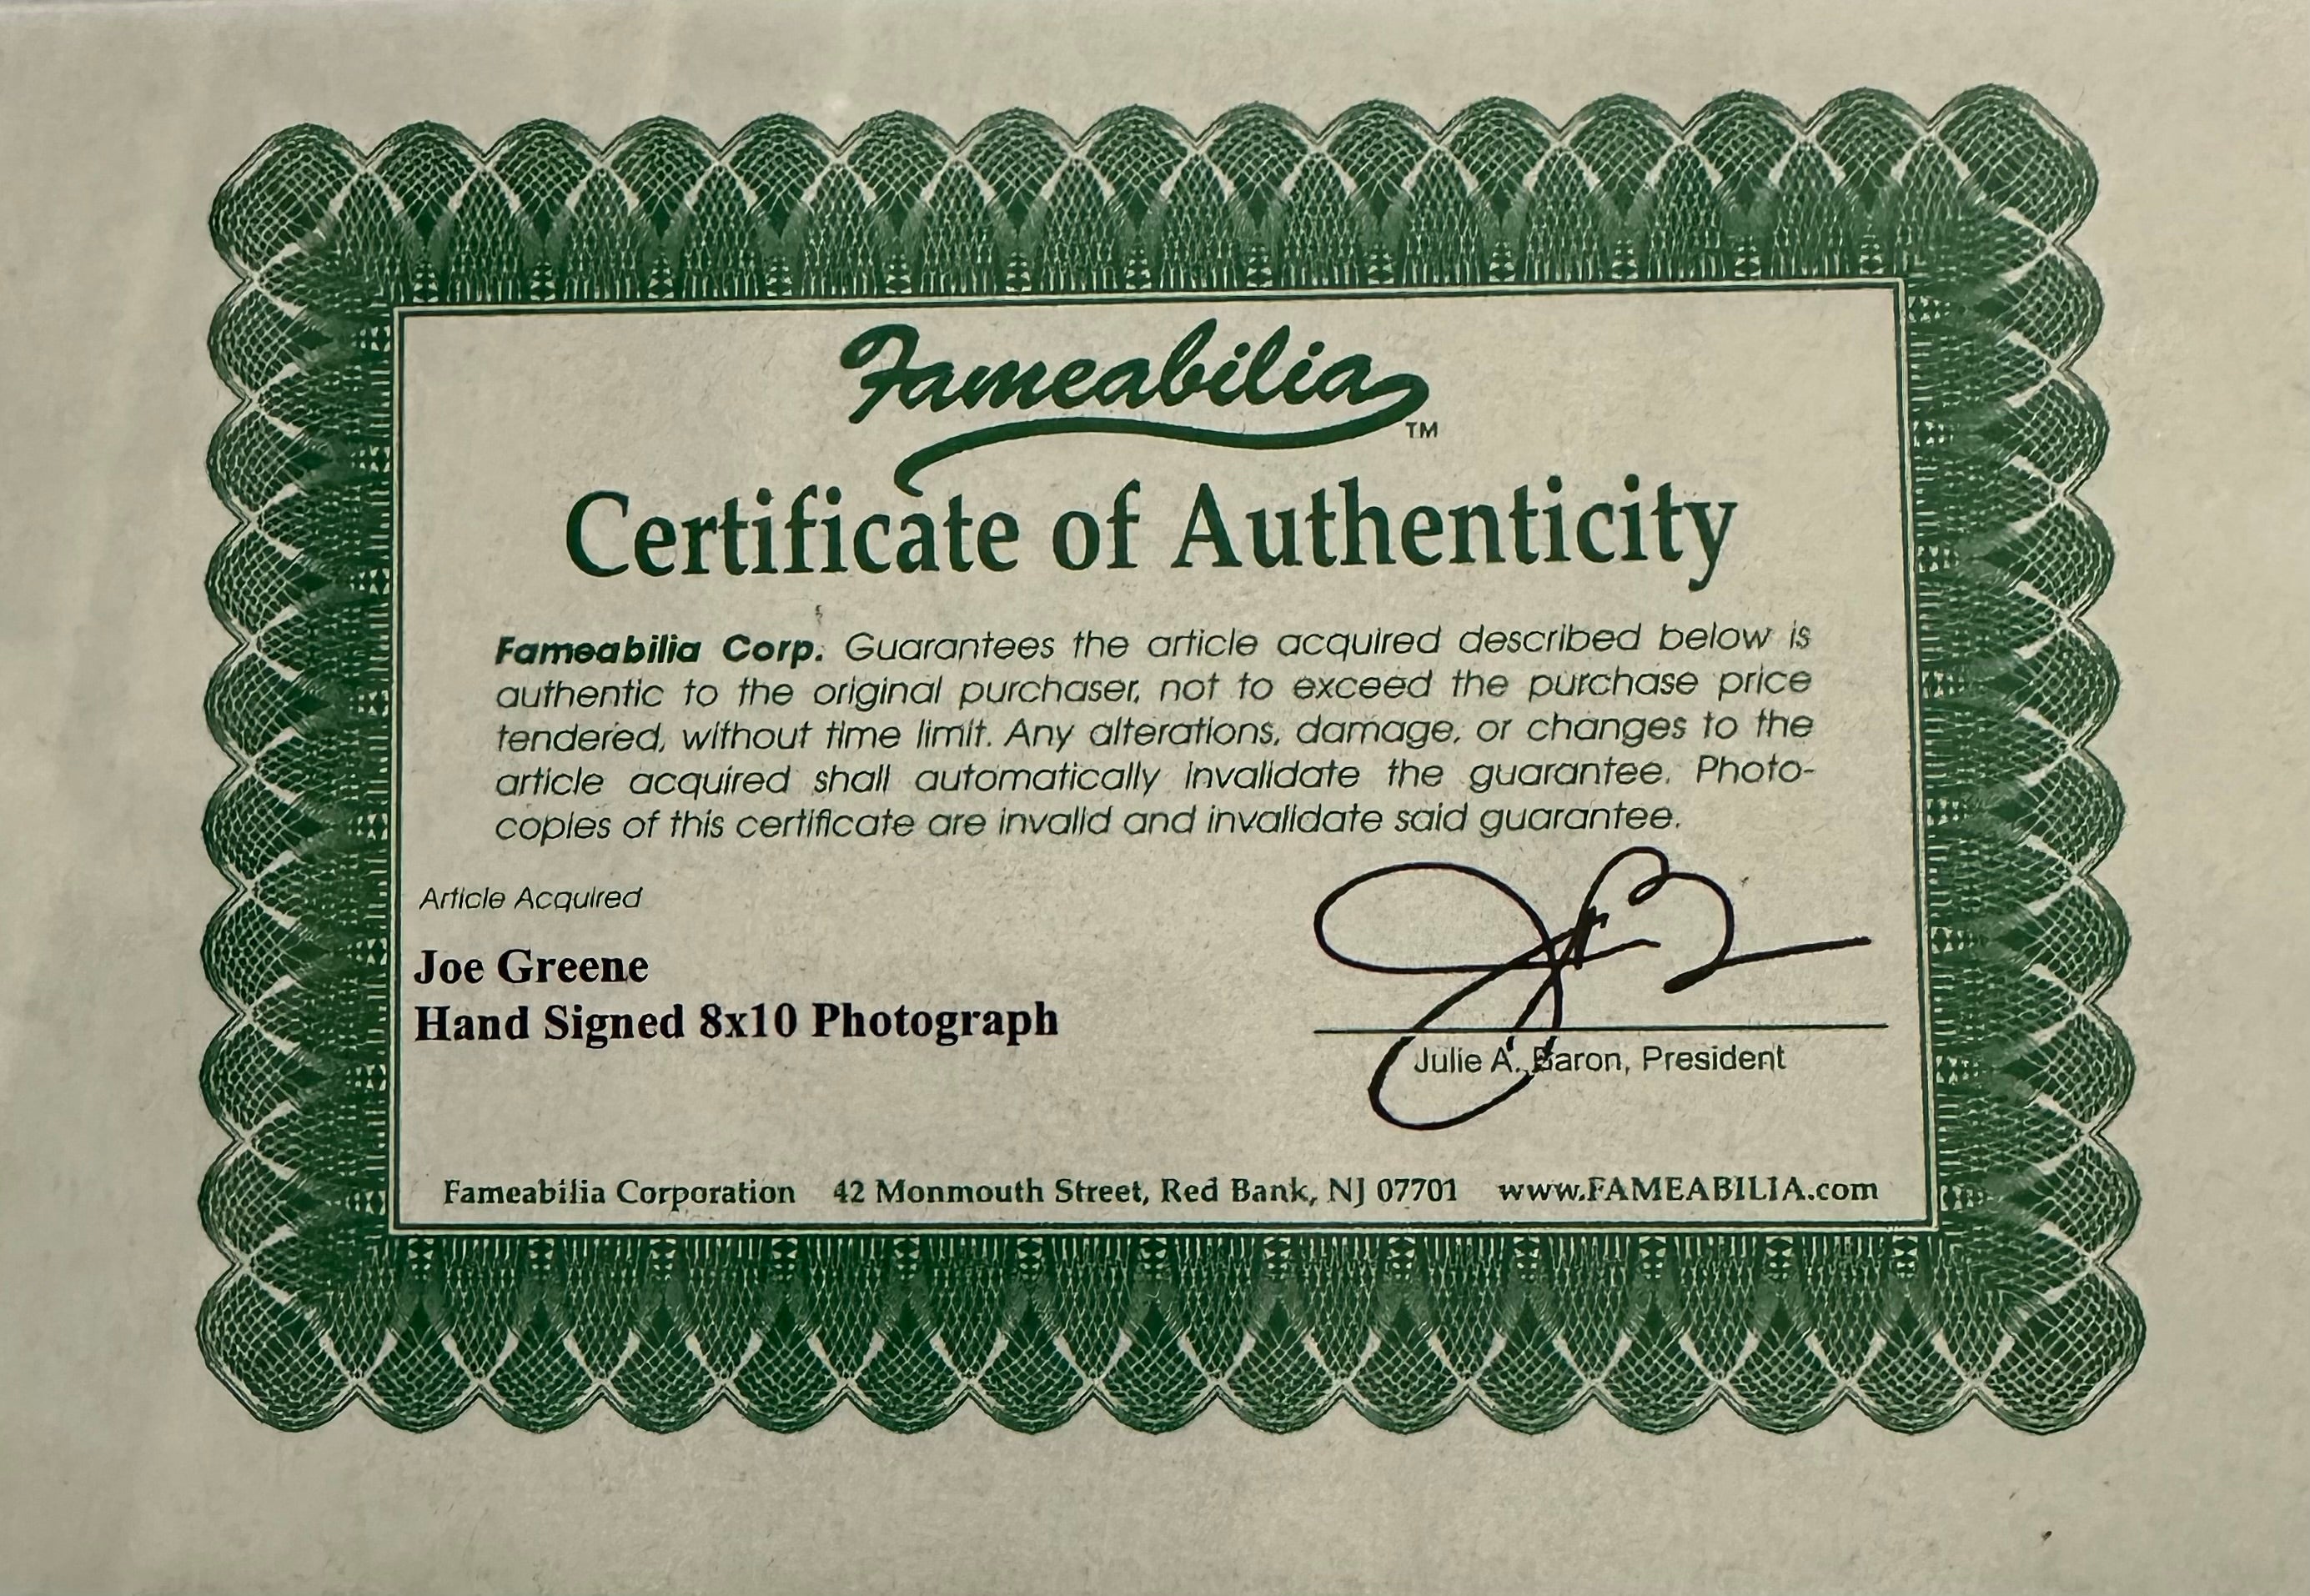 Fameabilia™
Certificate of Authenticity
Fameabilia Corp. Guarantees the article acquired described below is
authentic to the original purchaser, not to exceed the purchase price
tendered, without time limit. Any alterations, damage, or changes to the
article acquired shall automatically invalidate the guarantee. Photo-
copies of this certificate are invalid and invalidate said guarantee.
Article Acquired
Joe Greene
Hand Signed 8x10 Photograph
Julie A. Baron, President
Fameabilia Corporation 42 Monmouth Street, Red Bank, NJ 07701 www.FAMEABILIA.com